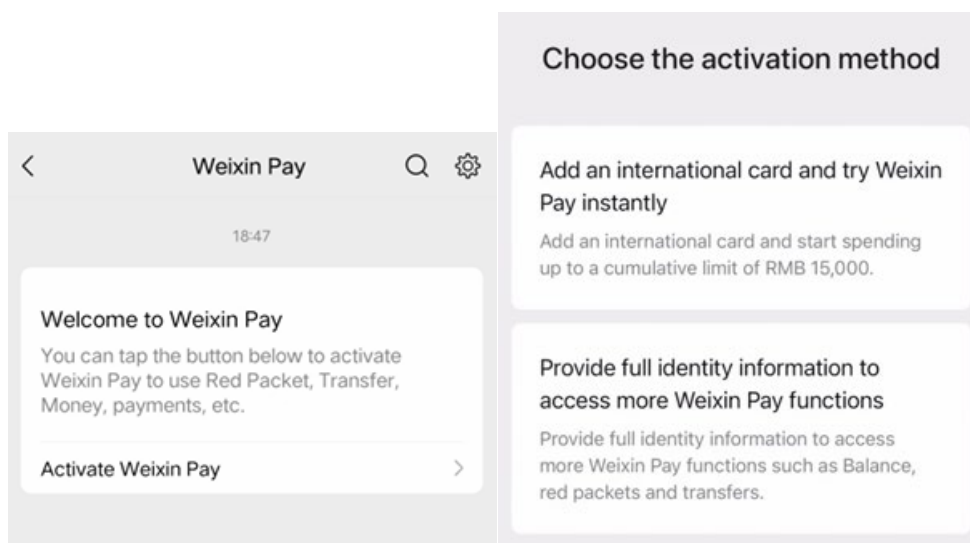 Weixin Pay
18:47
Welcome to Weixin Pay
You can tap the button below to activate
Weixin Pay to use Red Packet, Transfer,
Money, payments, etc.
Activate Weixin Pay
Choose the activation method
Add an international card and try Weixin
Pay instantly
Add an international card and start spending
up to a cumulative limit of RMB 15,000.
Provide full identity information to
access more Weixin Pay functions
Provide full identity information to access
more Weixin Pay functions such as Balance,
red packets and transfers.